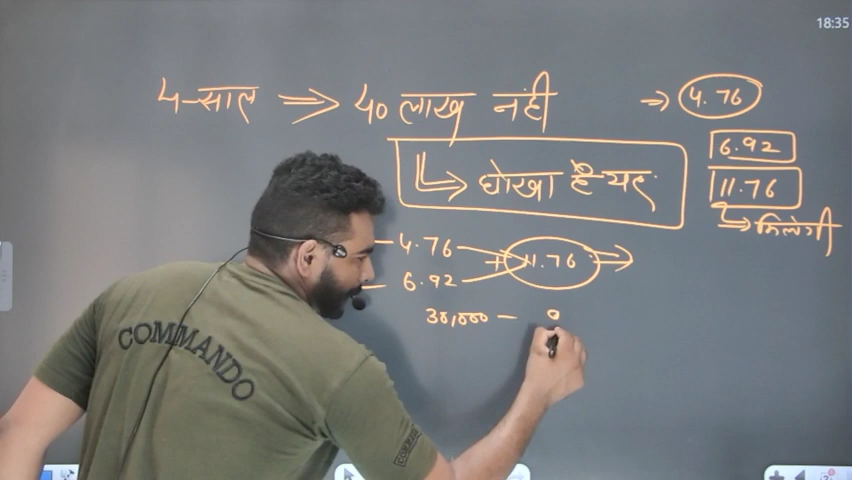 18:35
4-साल ⇒ 40 लाख नही ⇒ 4.76
6.92
धोखा है यह
11.76
→ मिलेगी
4.76
6.92
11.76
30,000 -
COMMANDO